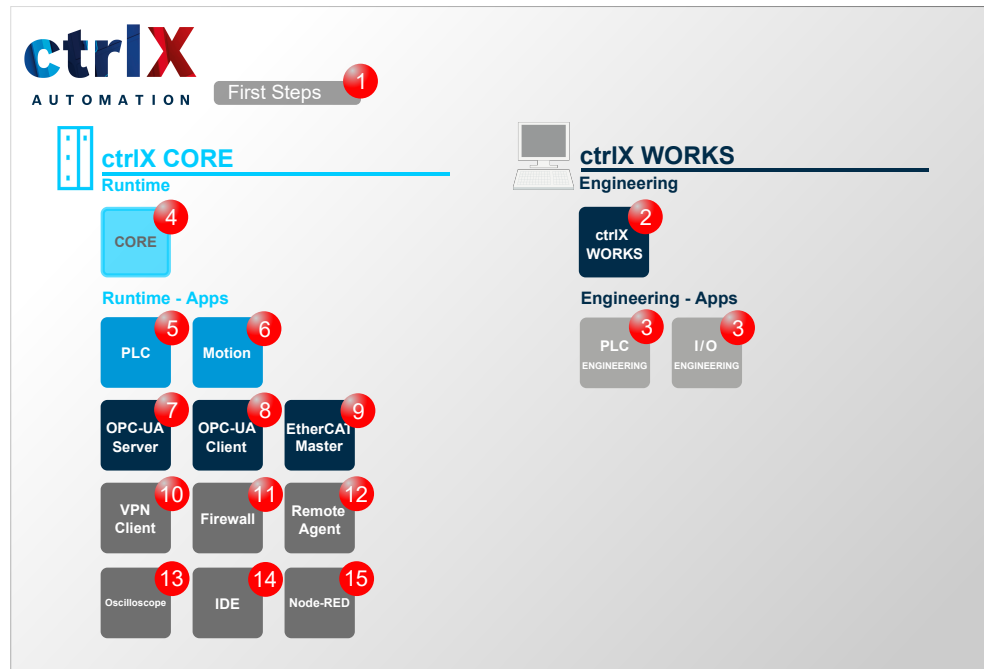 ctrlX
AUTOMATION
First Steps
1
ctrlX CORE
Runtime
4
CORE
Runtime - Apps
5
PLC
6
Motion
7
OPC-UA
Server
8
OPC-UA
Client
9
EtherCAT
Master
10
VPN
Client
11
Firewall
12
Remote
Agent
13
Oscilloscope
14
IDE
15
Node-RED
ctrlX WORKS
Engineering
2
ctrlX
WORKS
Engineering - Apps
3
PLC
ENGINEERING
3
I/O
ENGINEERING